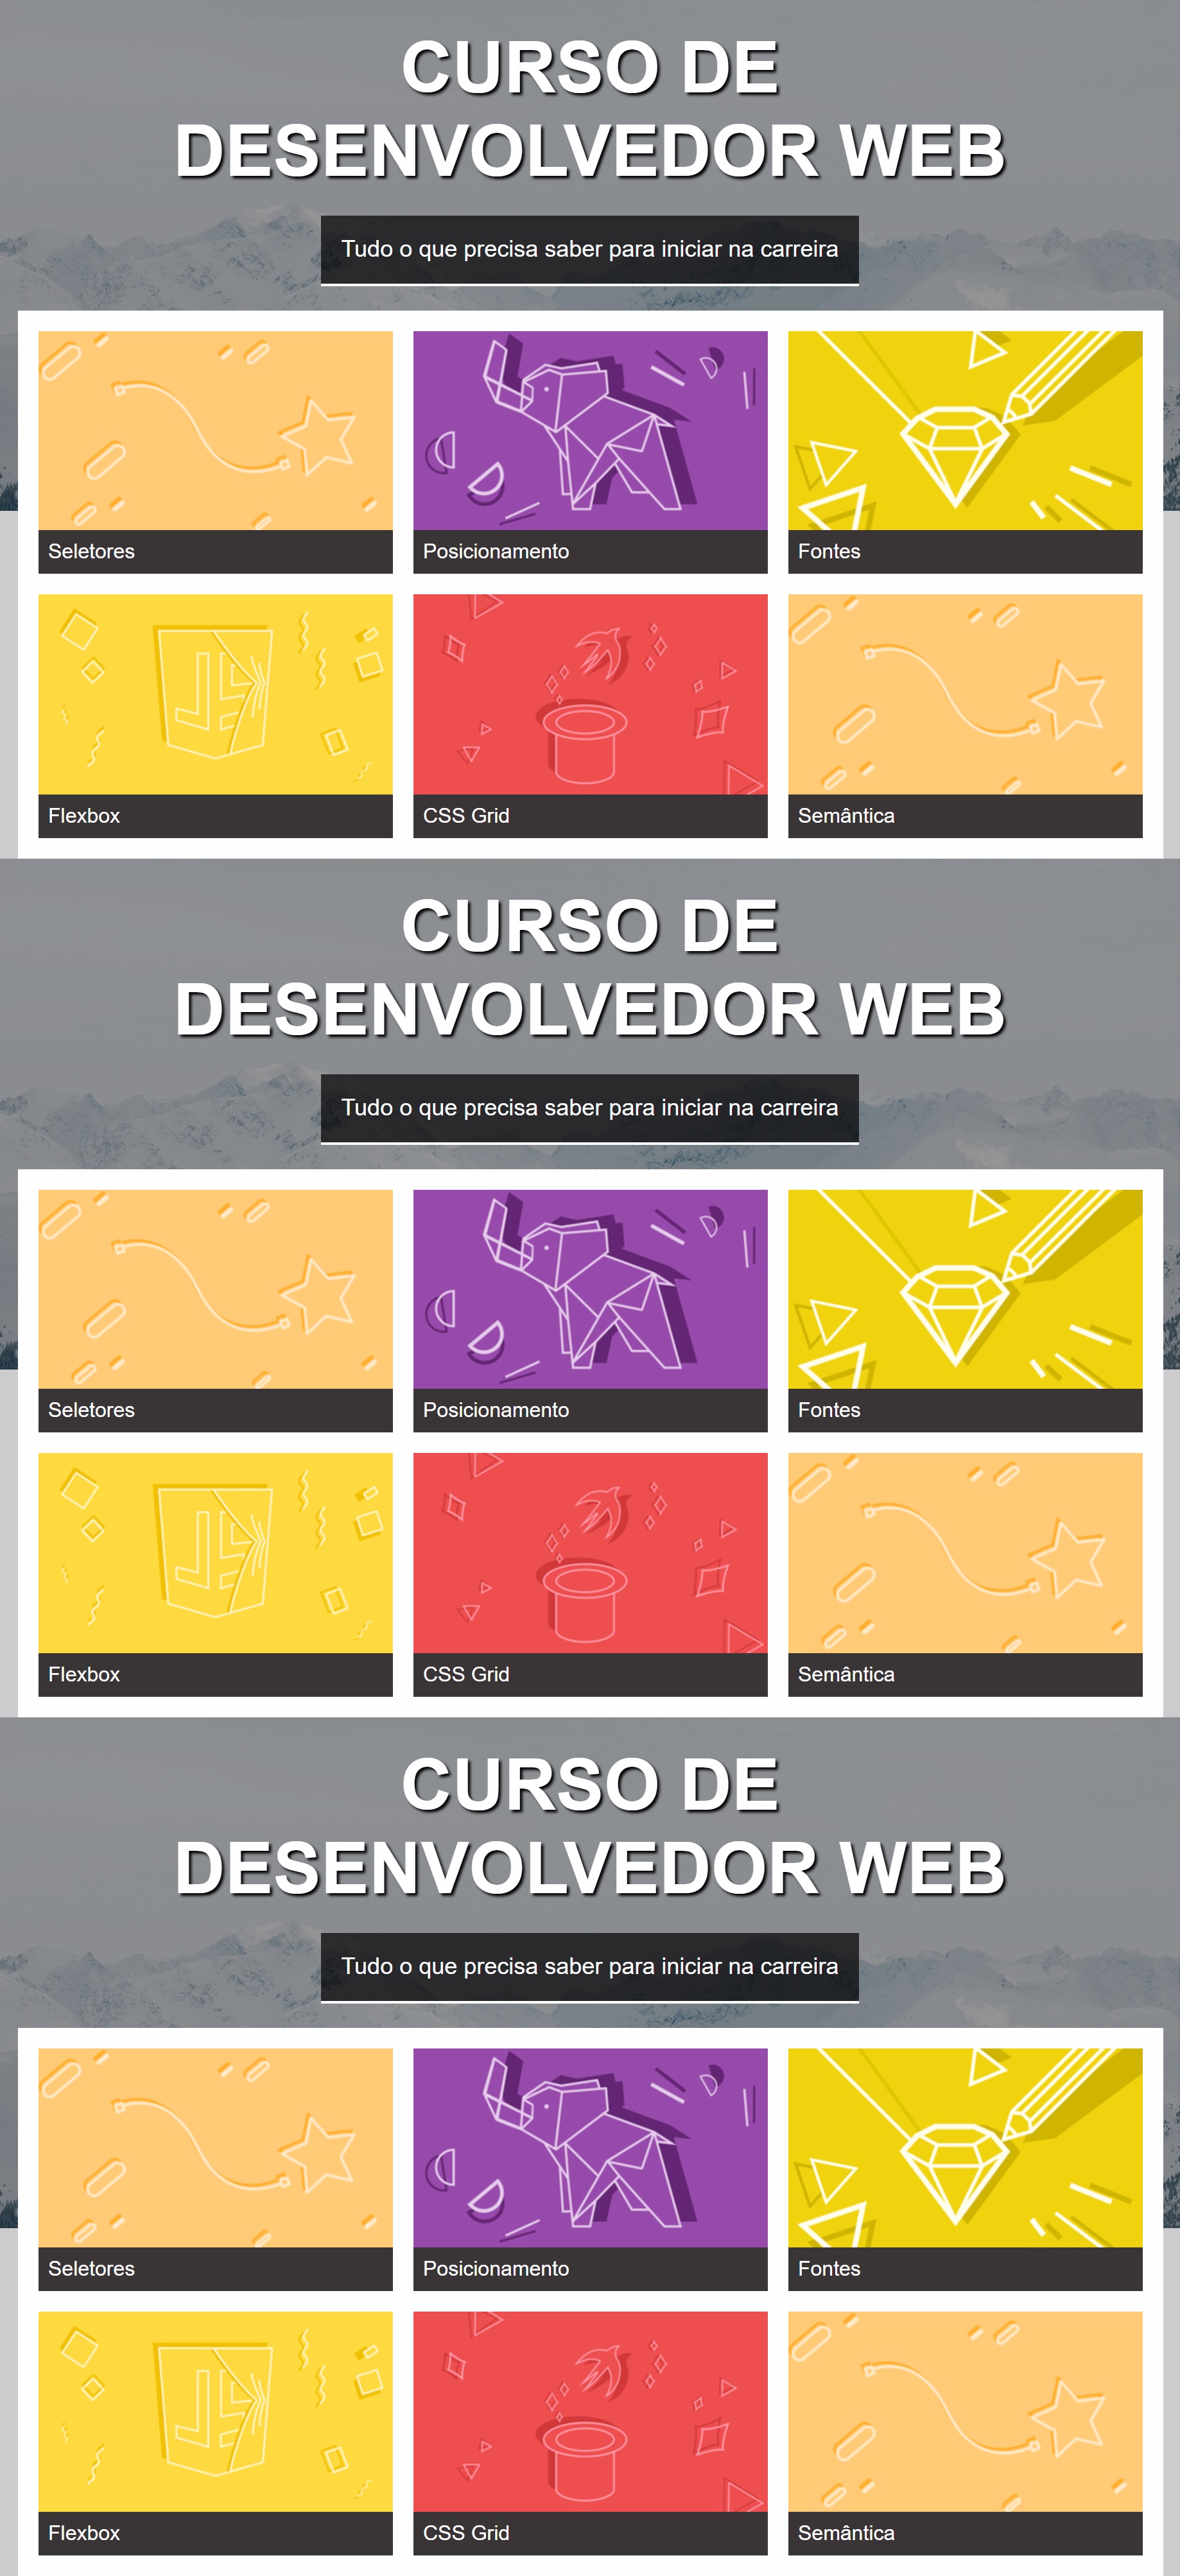 CURSO DE
DESENVOLVEDOR WEB
Tudo o que precisa saber para iniciar na carreira
Seletores
Posicionamento
Fontes
JS
Flexbox
CSS Grid
Semântica
CURSO DE
DESENVOLVEDOR WEB
Tudo o que precisa saber para iniciar na carreira
Seletores
Posicionamento
Fontes
JS
Flexbox
CSS Grid
Semântica
CURSO DE
DESENVOLVEDOR WEB
Tudo o que precisa saber para iniciar na carreira
Seletores
Posicionamento
Fontes
JS
Flexbox
CSS Grid
Semântica